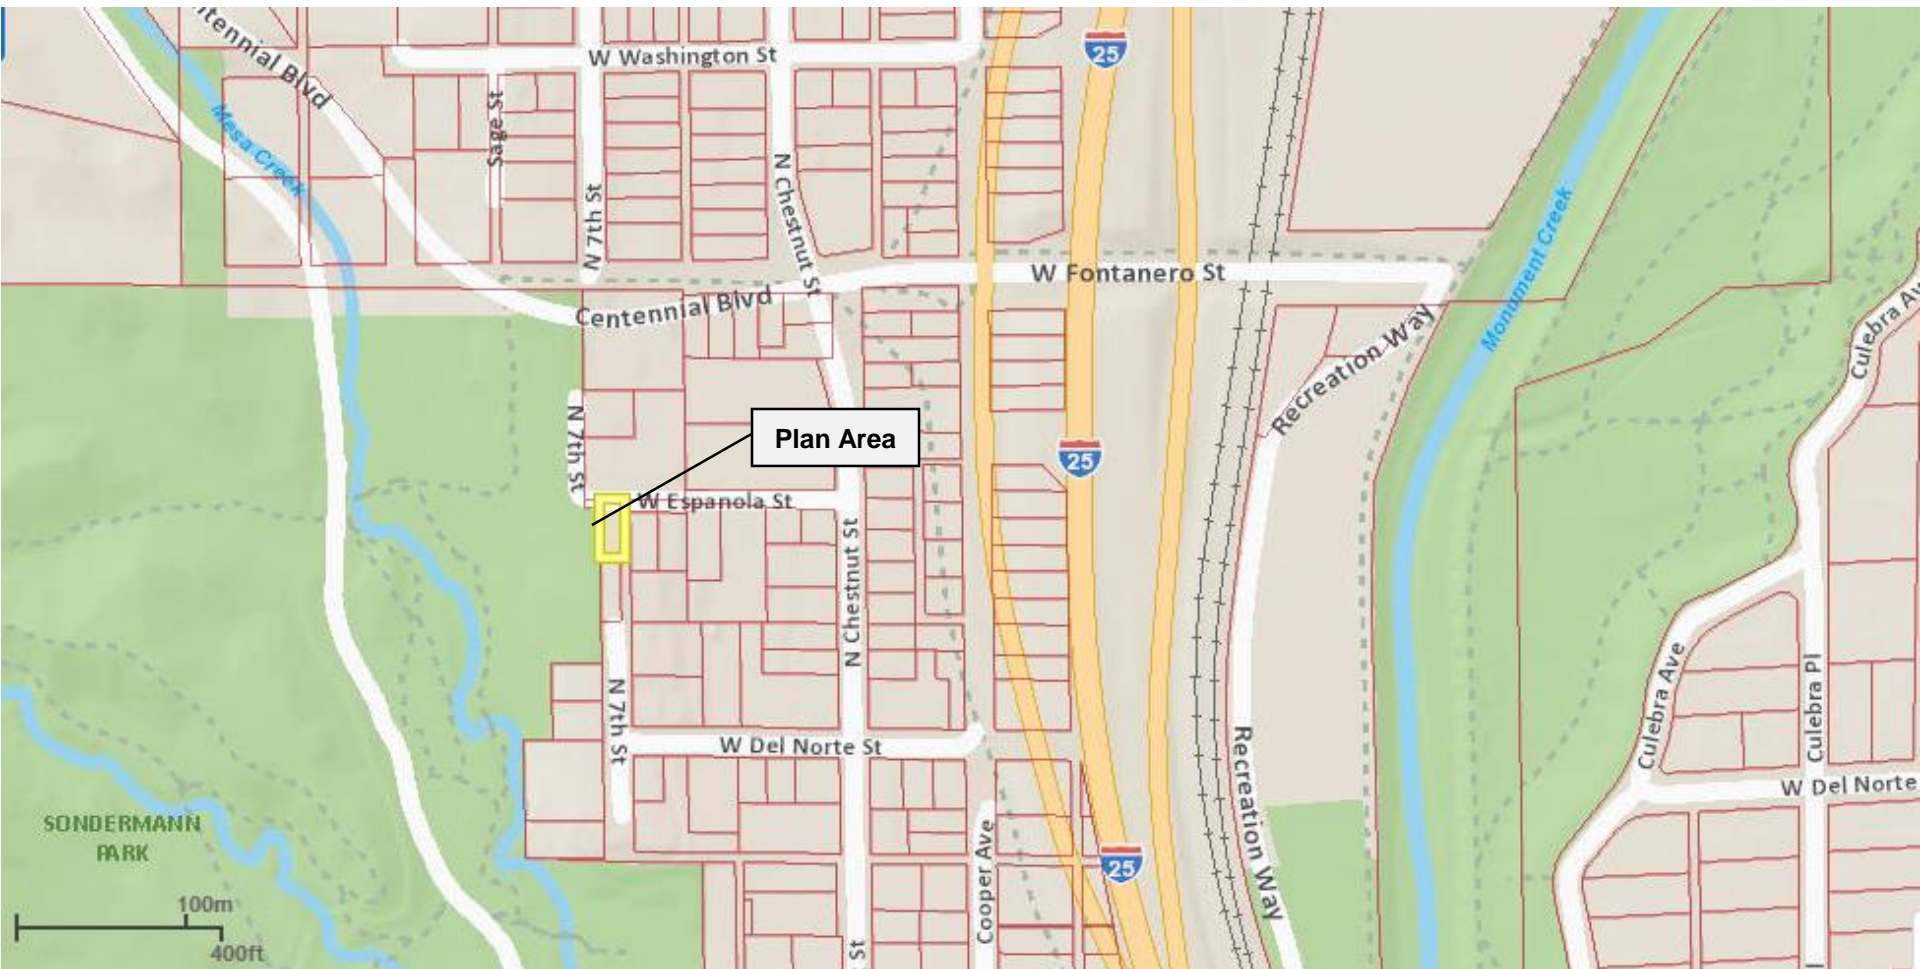 ntennial Blvd
W Washington St
25
Mesa Creek
Sage St
N 7th St
N Chestnut St
Monument Creek
W Fontanero St
Centennial Blvd
Recreation Way
Culebra Av
N 7th St
Plan Area
25
W Espanola St
N Chestnut St
N 7th St
W Del Norte St
Recreation Way
Culebra Ave
Culebra Pl
W Del Norte
SONDERMANN
PARK
Cooper Ave
25
100m
400ft
St